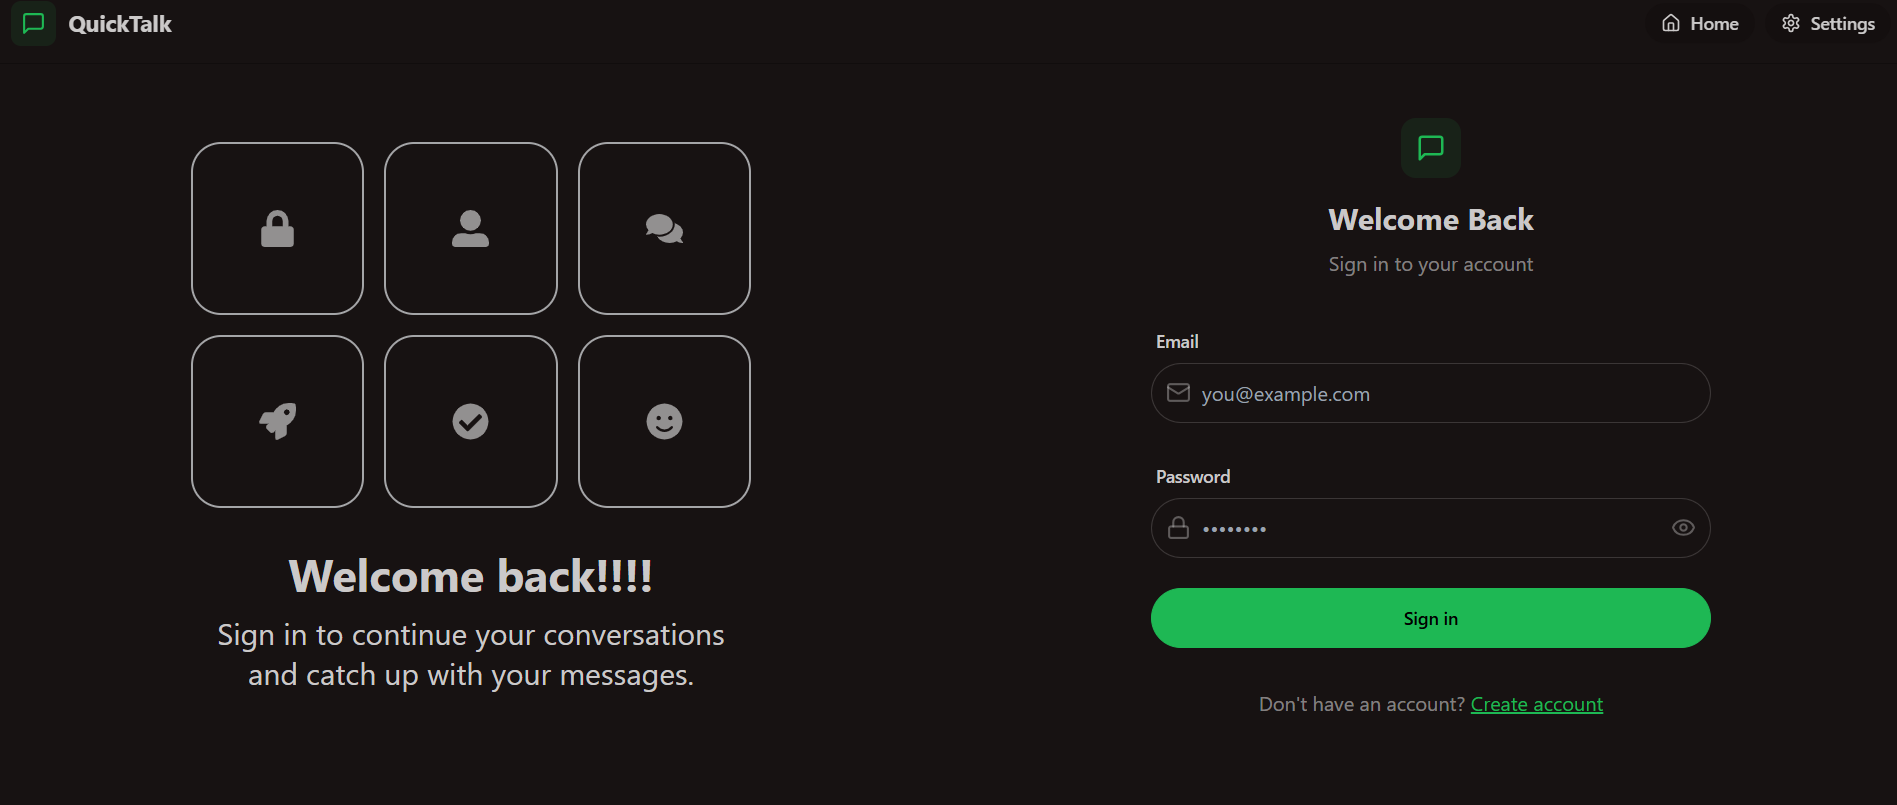 QuickTalk
Home
Settings
Welcome back!!!!
Sign in to continue your conversations
and catch up with your messages.
Welcome Back
Sign in to your account
Email
you@example.com
Password
••••••••
Sign in
Don't have an account? Create account